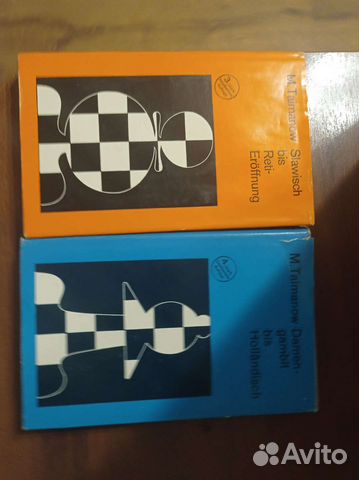 M. Taimanow Slawisch
bis
Reti-
Eröffnung
M. Taimanow Damen-
gambit
bis
Holländisch
Avito